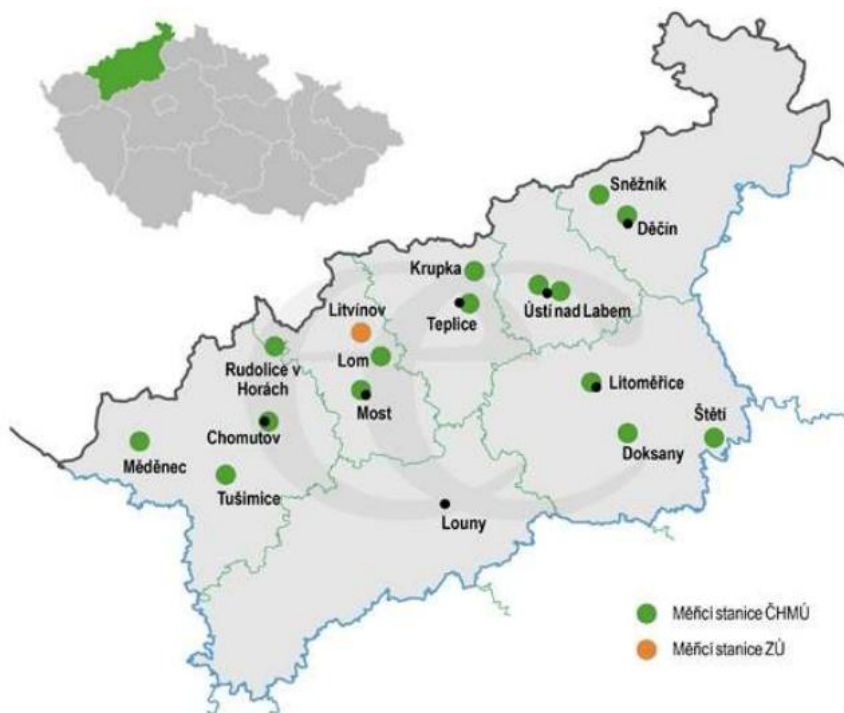 Sněžník
Děčín
Krupka
Teplice
Ústí nad Labem
Litvínov
Lom
Rudolice v
Horách
Most
Litoměřice
Štětí
Chomutov
Doksany
Měděnec
Tušimice
Louny
Měřicí stanice ČHMÚ
Měřicí stanice ZÚ